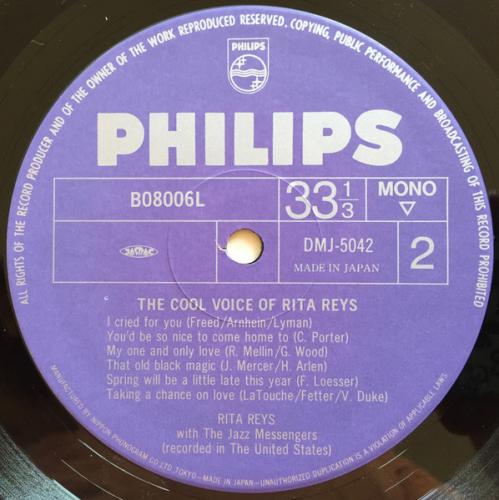 ALL RIGHTS OF THE RECORD PRODUCER AND OF THE OWNER OF THE WORK REPRODUCED RESERVED. COPYING, PUBLIC PERFORMANCE AND BROADCASTING OF THIS RECORD PROHIBITED
PHILIPS
PHILIPS
B08006L
33 1/3
MONO
JASRAC
DMJ-5042
MADE IN JAPAN
2
THE COOL VOICE OF RITA REYS
I cried for you (Freed/Arnhein/Lyman)
You'd be so nice to come home to (C. Porter)
My one and only love (R. Mellin/G. Wood)
That old black magic (J. Mercer/H. Arlen)
Spring will be a little late this year (F. Loesser)
Taking a chance on love (LaTouche/Fetter/V. Duke)
RITA REYS
with The Jazz Messengers
(recorded in The United States)
MANUFACTURED BY NIPPON PHONOGRAM CO., LTD. TOKYO-MADE IN JAPAN-UNAUTHORIZED DUPLICATION IS A VIOLATION OF APPLICABLE LAWS